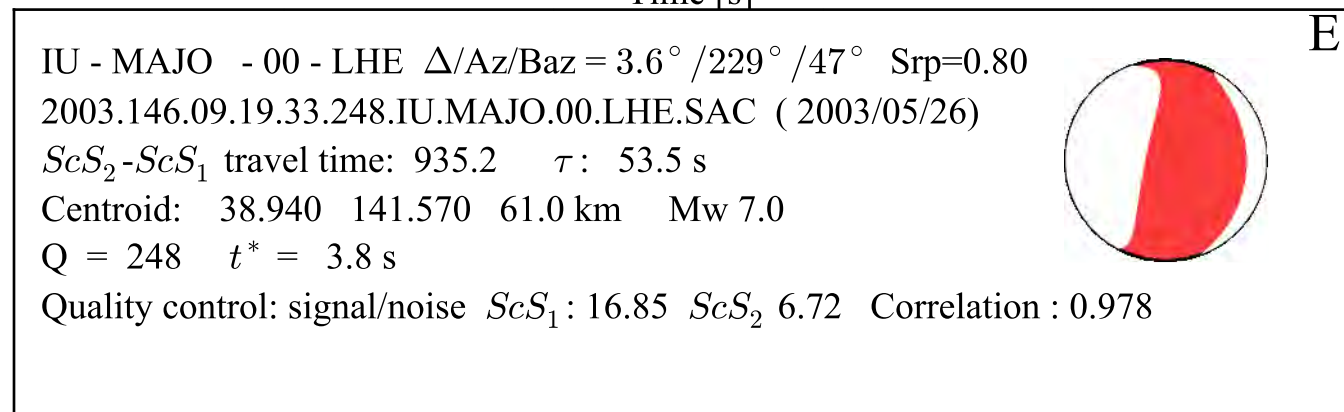 Time [s]
E
IU - MAJO - 00 - LHE Δ/Az/Baz = 3.6° /229° /47° Srp=0.80
2003.146.09.19.33.248.IU.MAJO.00.LHE.SAC ( 2003/05/26)
ScS₂-ScS₁ travel time: 935.2 τ : 53.5 s
Centroid: 38.940 141.570 61.0 km Mw 7.0
Q = 248 t* = 3.8 s
Quality control: signal/noise ScS₁: 16.85 ScS₂ 6.72 Correlation : 0.978